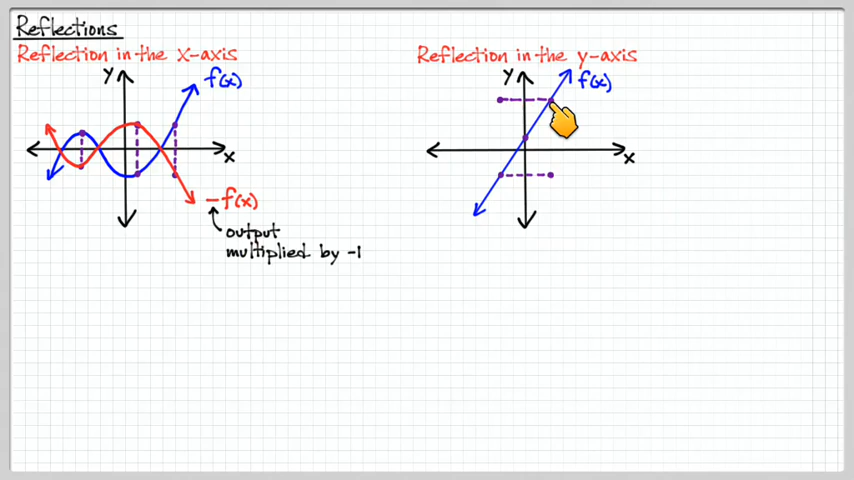 Reflections
Reflection in the x-axis
y
f(x)
x
-f(x)
output
multiplied by -1
Reflection in the y-axis
y
f(x)
x